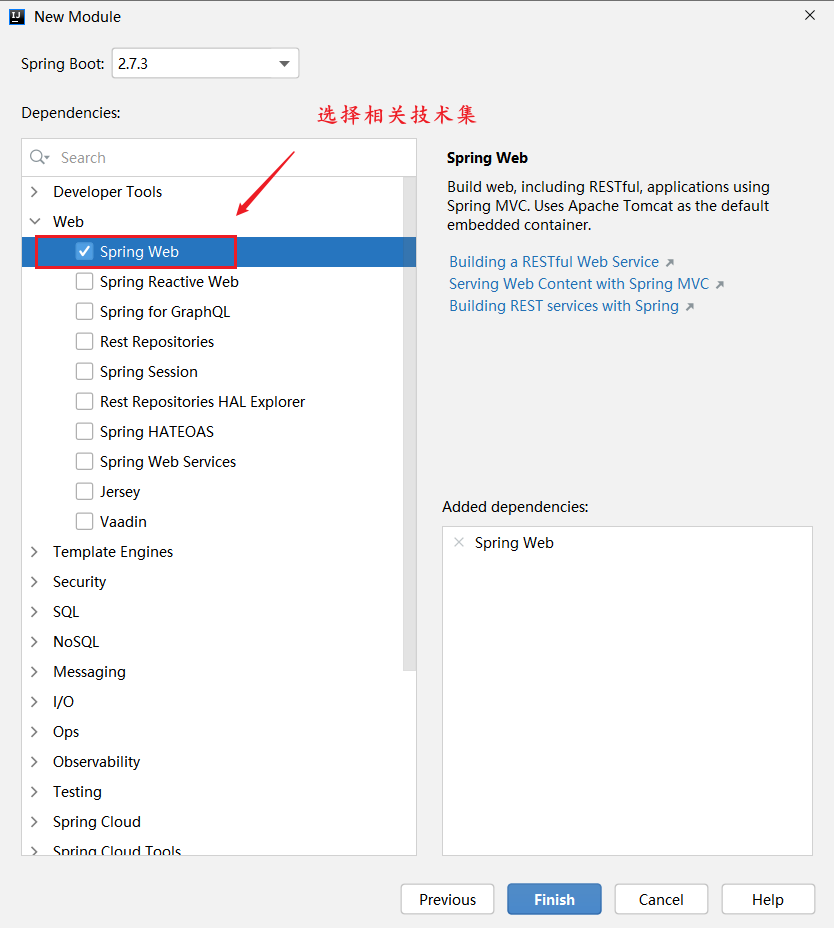 New Module
Spring Boot: 2.7.3
Dependencies:
选择相关技术集
Search
Developer Tools
Web
Spring Web
Spring Reactive Web
Spring for GraphQL
Rest Repositories
Spring Session
Rest Repositories HAL Explorer
Spring HATEOAS
Spring Web Services
Jersey
Vaadin
Template Engines
Security
SQL
NoSQL
Messaging
I/O
Ops
Observability
Testing
Spring Cloud
Spring Cloud Tools
Spring Web
Build web, including RESTful, applications using
Spring MVC. Uses Apache Tomcat as the default
embedded container.
Building a RESTful Web Service
Serving Web Content with Spring MVC
Building REST services with Spring
Added dependencies:
Spring Web
Previous
Finish
Cancel
Help